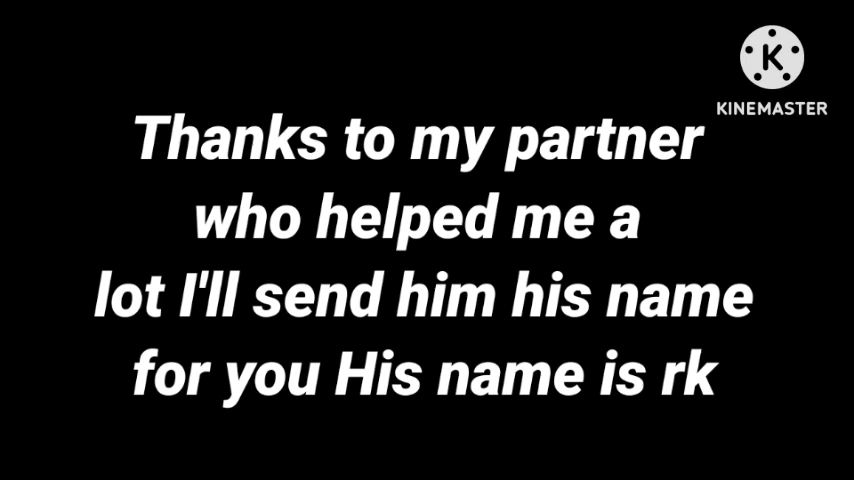 KINEMASTER
Thanks to my partner
who helped me a
lot I'll send him his name
for you His name is rk